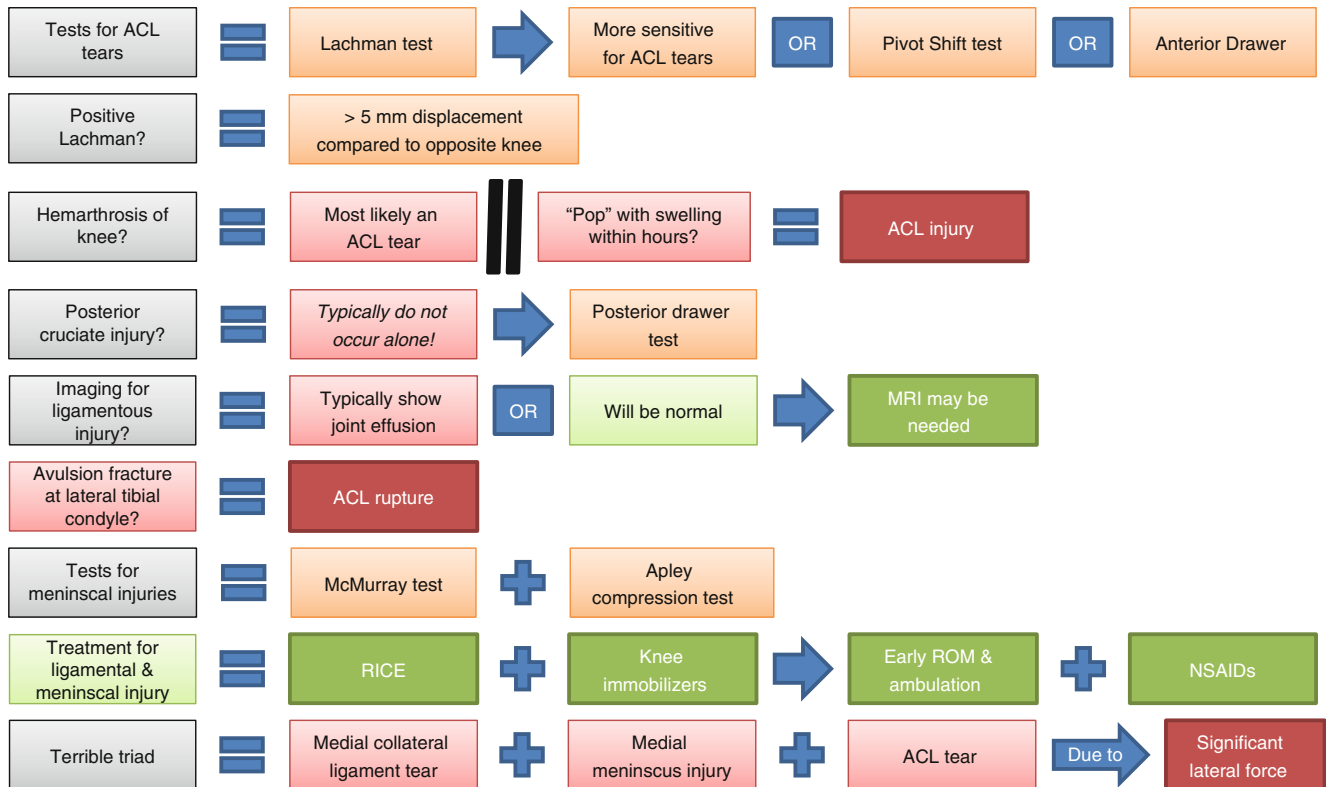 Tests for ACL
tears
Lachman test
More sensitive
for ACL tears
OR
Pivot Shift test
OR
Anterior Drawer
Positive
Lachman?
> 5 mm displacement
compared to opposite knee
Hemarthrosis of
knee?
Most likely an
ACL tear
“Pop” with swelling
within hours?
ACL injury
Posterior
cruciate injury?
Typically do not
occur alone!
Posterior drawer
test
Imaging for
ligamentous
injury?
Typically show
joint effusion
OR
Will be normal
MRI may be
needed
Avulsion fracture
at lateral tibial
condyle?
ACL rupture
Tests for
meninscal injuries
McMurray test
Apley
compression test
Treatment for
ligamental &
meninscal injury
RICE
Knee
immobilizers
Early ROM &
ambulation
NSAIDs
Terrible triad
Medial collateral
ligament tear
Medial
meninscus injury
ACL tear
Due to
Significant
lateral force